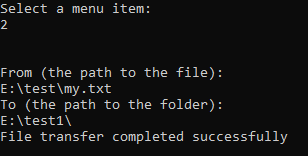 Select a menu item:
2
From (the path to the file):
E:\test\my.txt
To (the path to the folder):
E:\test1\
File transfer completed successfully